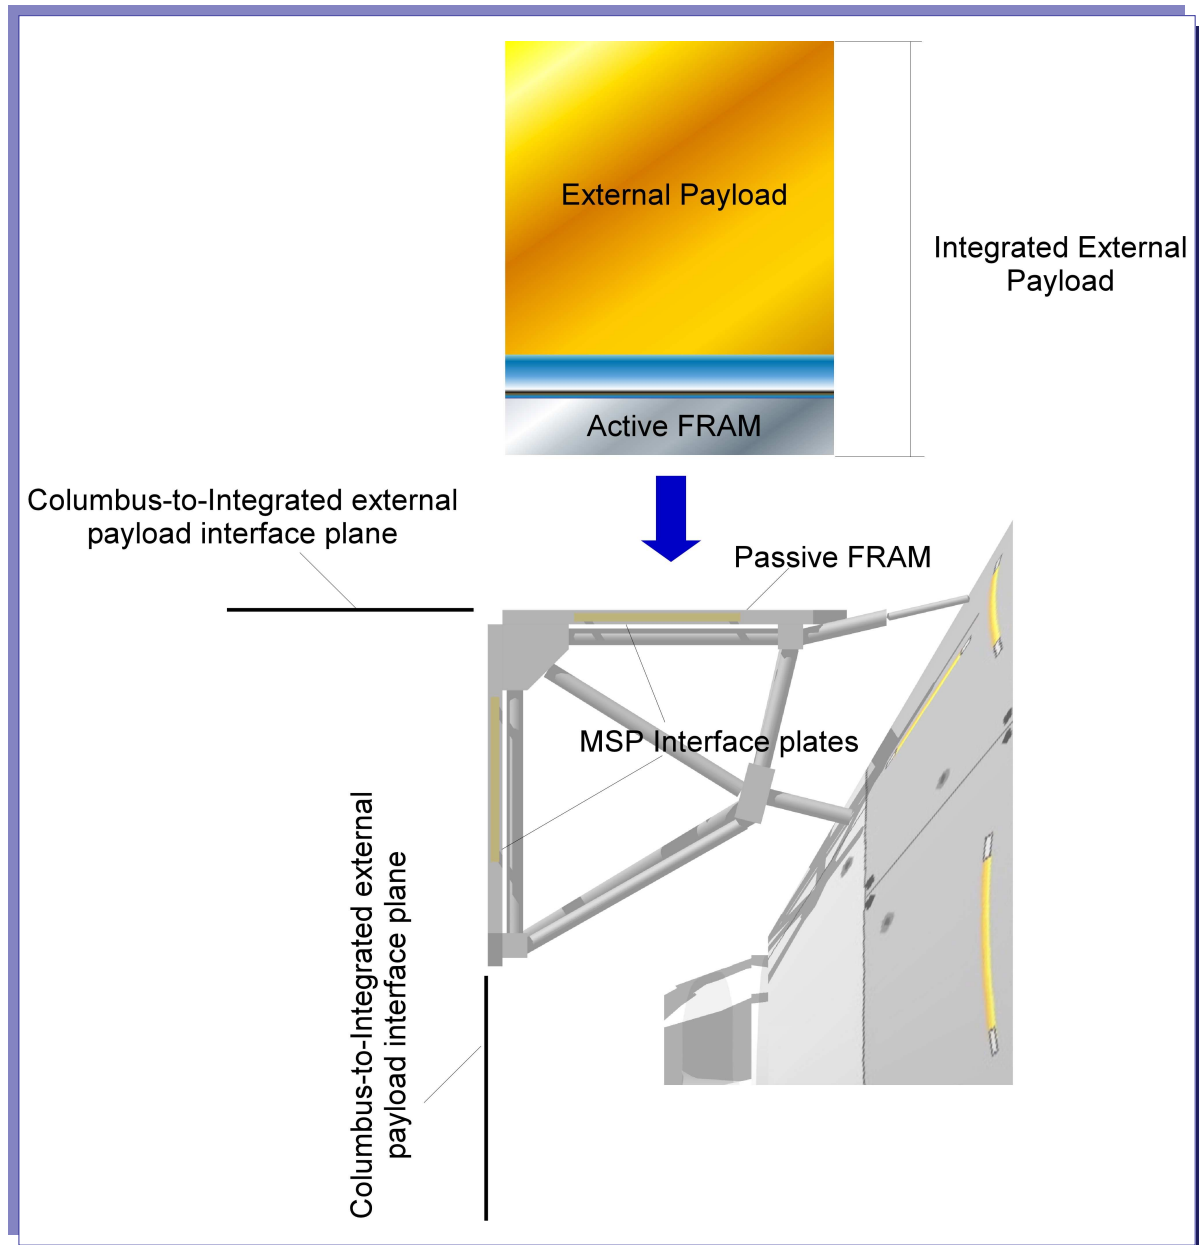 External Payload
Integrated External
Payload
Active FRAM
Columbus-to-Integrated external
payload interface plane
Passive FRAM
MSP Interface plates
Columbus-to-Integrated external
payload interface plane